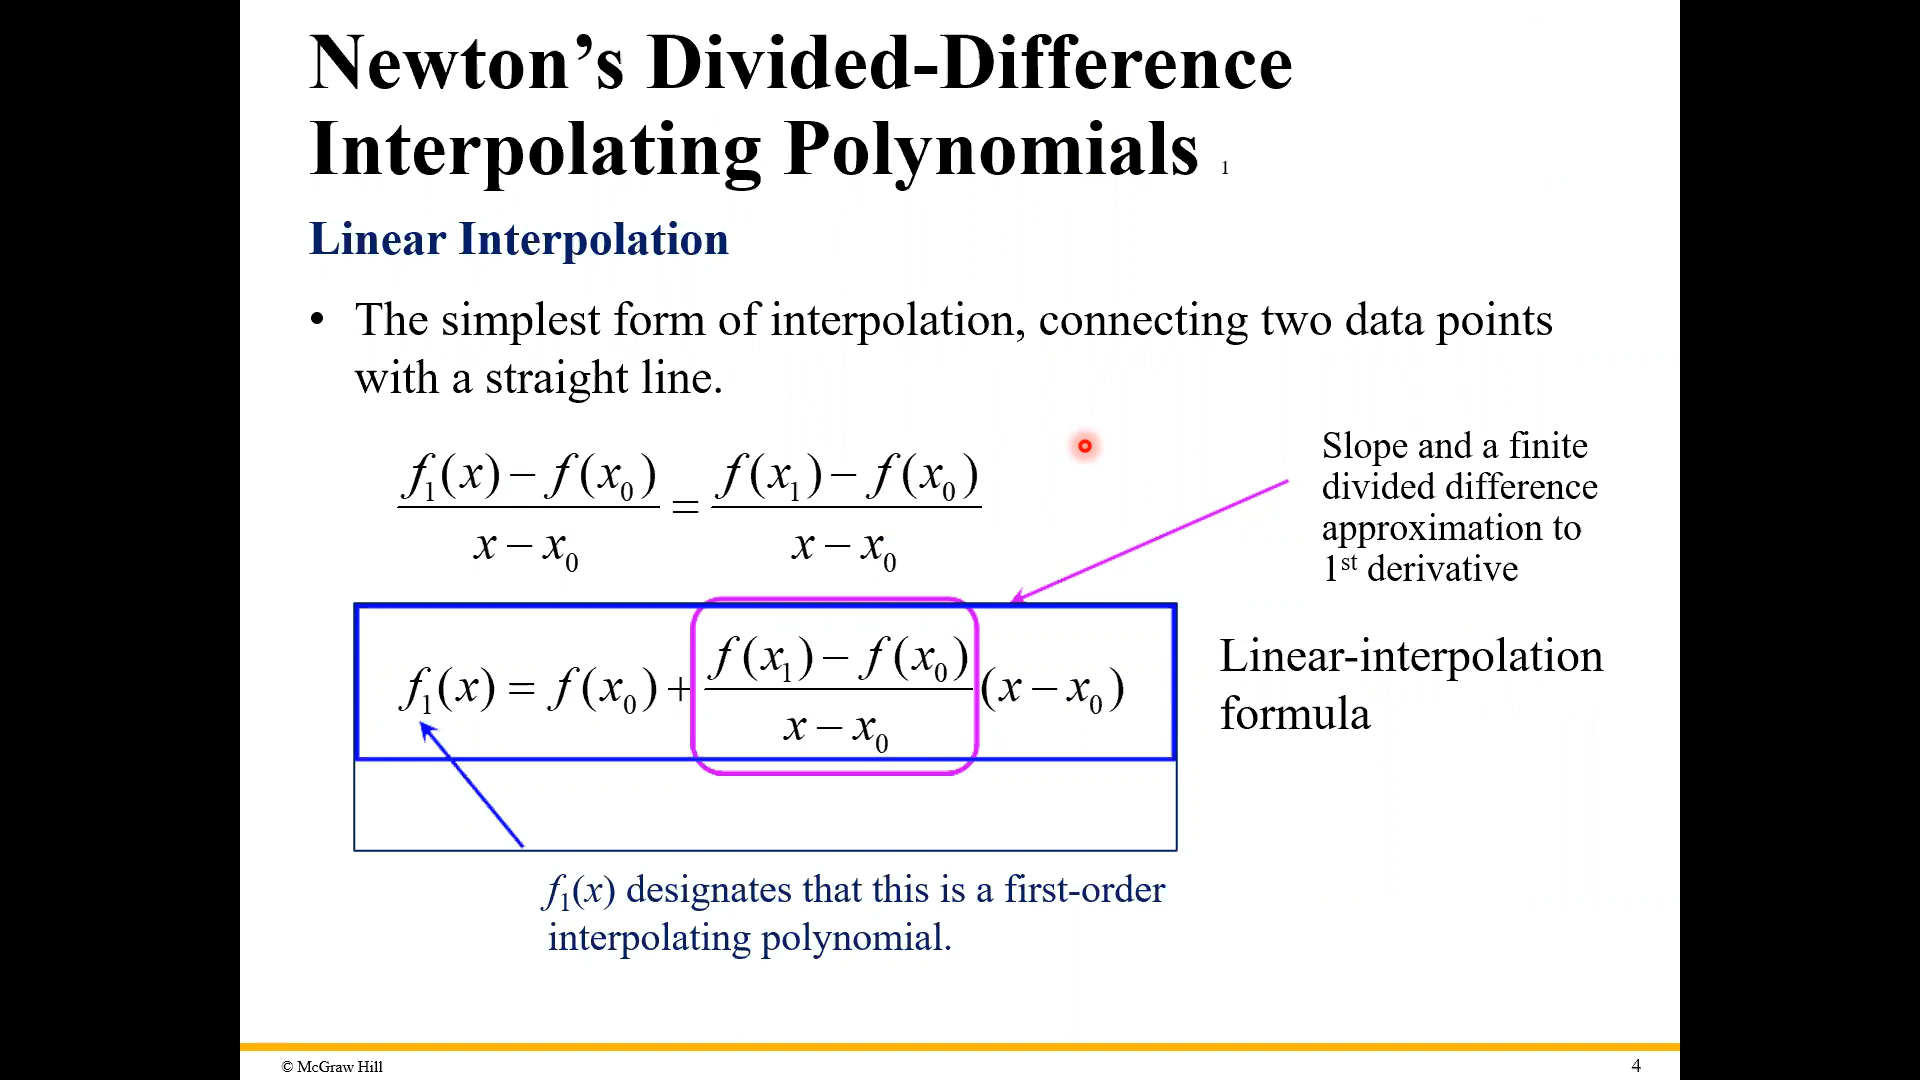 Newton’s Divided-Difference
Interpolating Polynomials 1
Linear Interpolation
• The simplest form of interpolation, connecting two data points
with a straight line.
Slope and a finite
divided difference
approximation to
1st derivative
(f₁(x) − f(x₀))/(x − x₀) = (f(x₁) − f(x₀))/(x − x₀)
f₁(x) = f(x₀) + (f(x₁) − f(x₀))/(x − x₀) (x − x₀)
Linear-interpolation
formula
f₁(x) designates that this is a first-order
interpolating polynomial.
© McGraw Hill
4